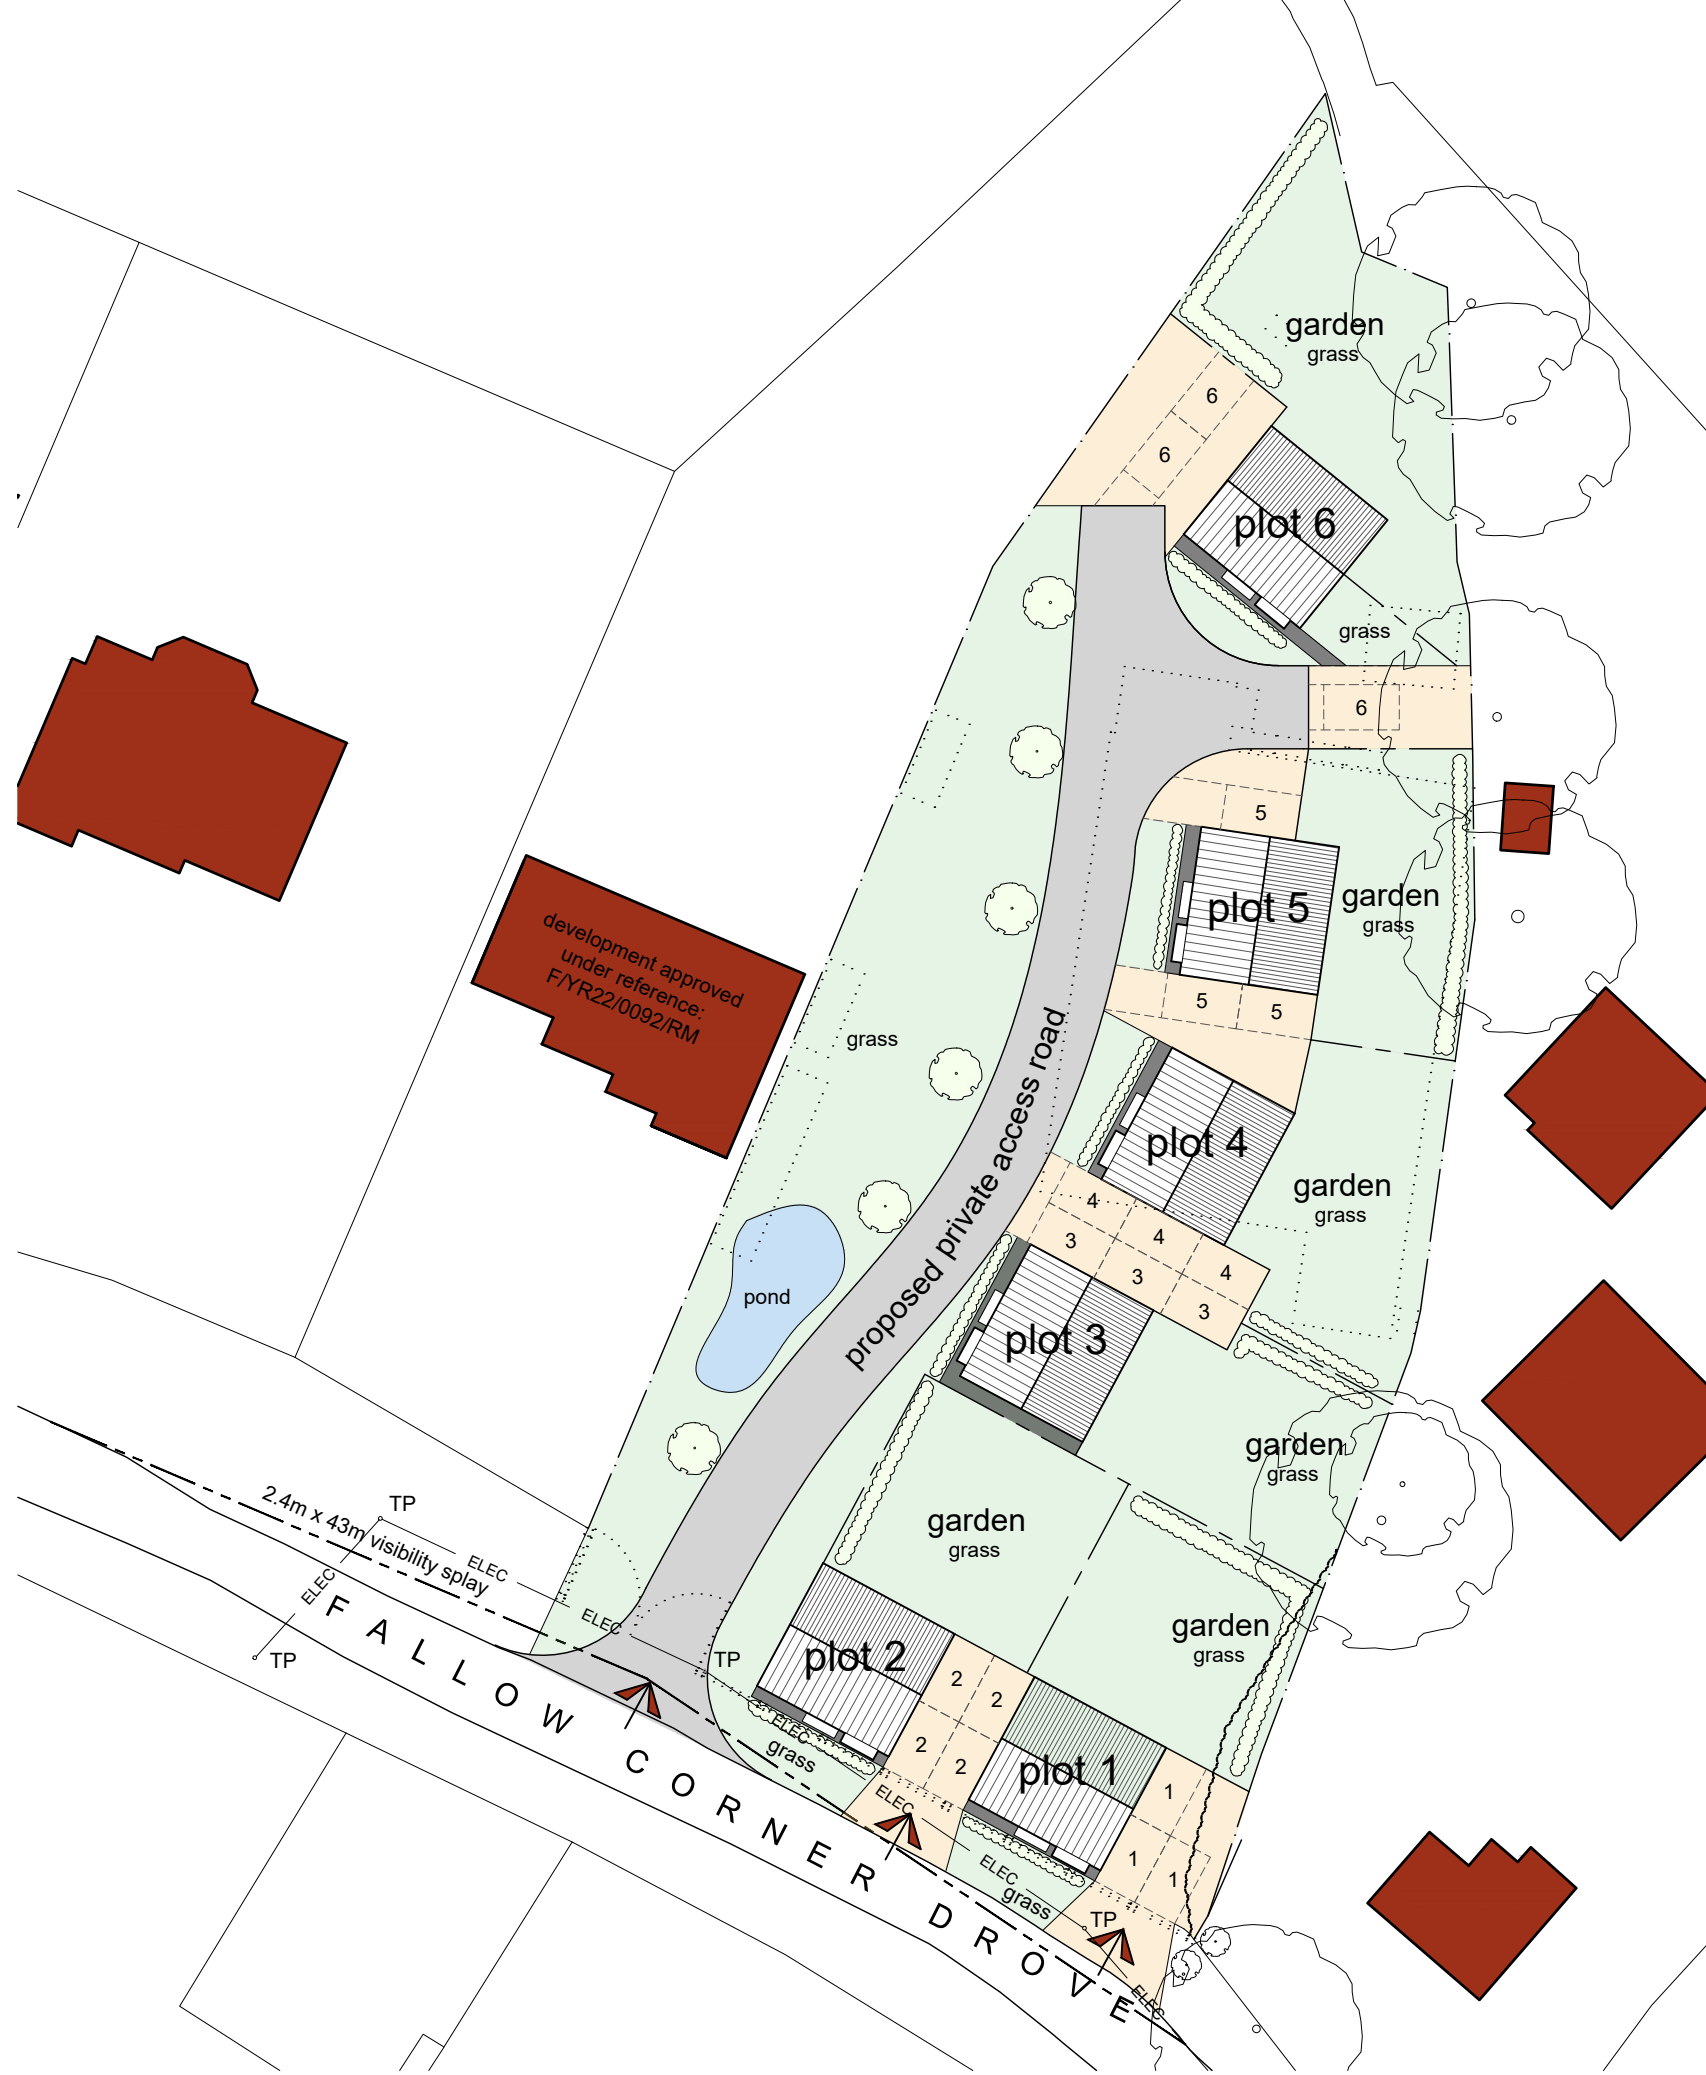 garden
grass
6
6
plot 6
grass
6
5
plot 5
garden
grass
5
5
development approved
under reference:
F/YR22/0092/RM
grass
proposed private access road
plot 4
garden
grass
4
4
4
3
3
3
pond
plot 3
garden
grass
garden
grass
garden
grass
2.4m x 43m visibility splay
TP
ELEC
ELEC
TP
ELEC
TP
plot 2
2
2
2
2
ELEC
grass
plot 1
1
1
1
ELEC
ELEC
grass
TP
ELEC
FALLOW CORNER DROVE